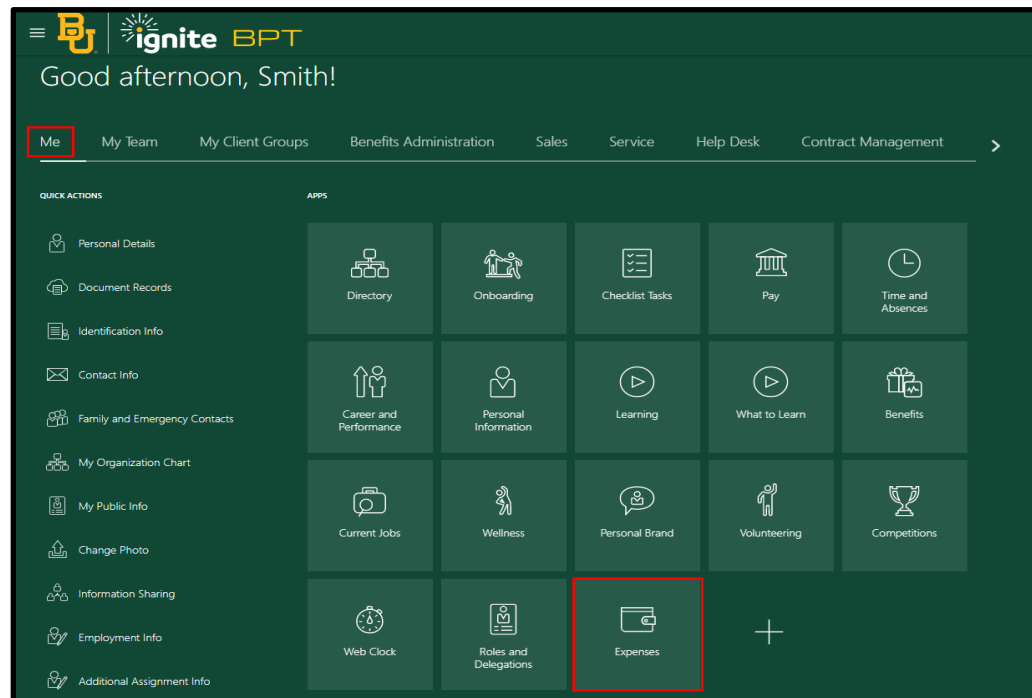 BU ignite BPT
Good afternoon, Smith!
Me My Team My Client Groups Benefits Administration Sales Service Help Desk Contract Management
QUICK ACTIONS
Personal Details
Document Records
Identification Info
Contact Info
Family and Emergency Contacts
My Organization Chart
My Public Info
Change Photo
Information Sharing
Employment Info
Additional Assignment Info
APPS
Directory
Onboarding
Checklist Tasks
Pay
Time and
Absences
Career and
Performance
Personal
Information
Learning
What to Learn
Benefits
Current Jobs
Wellness
Personal Brand
Volunteering
Competitions
Web Clock
Roles and
Delegations
Expenses